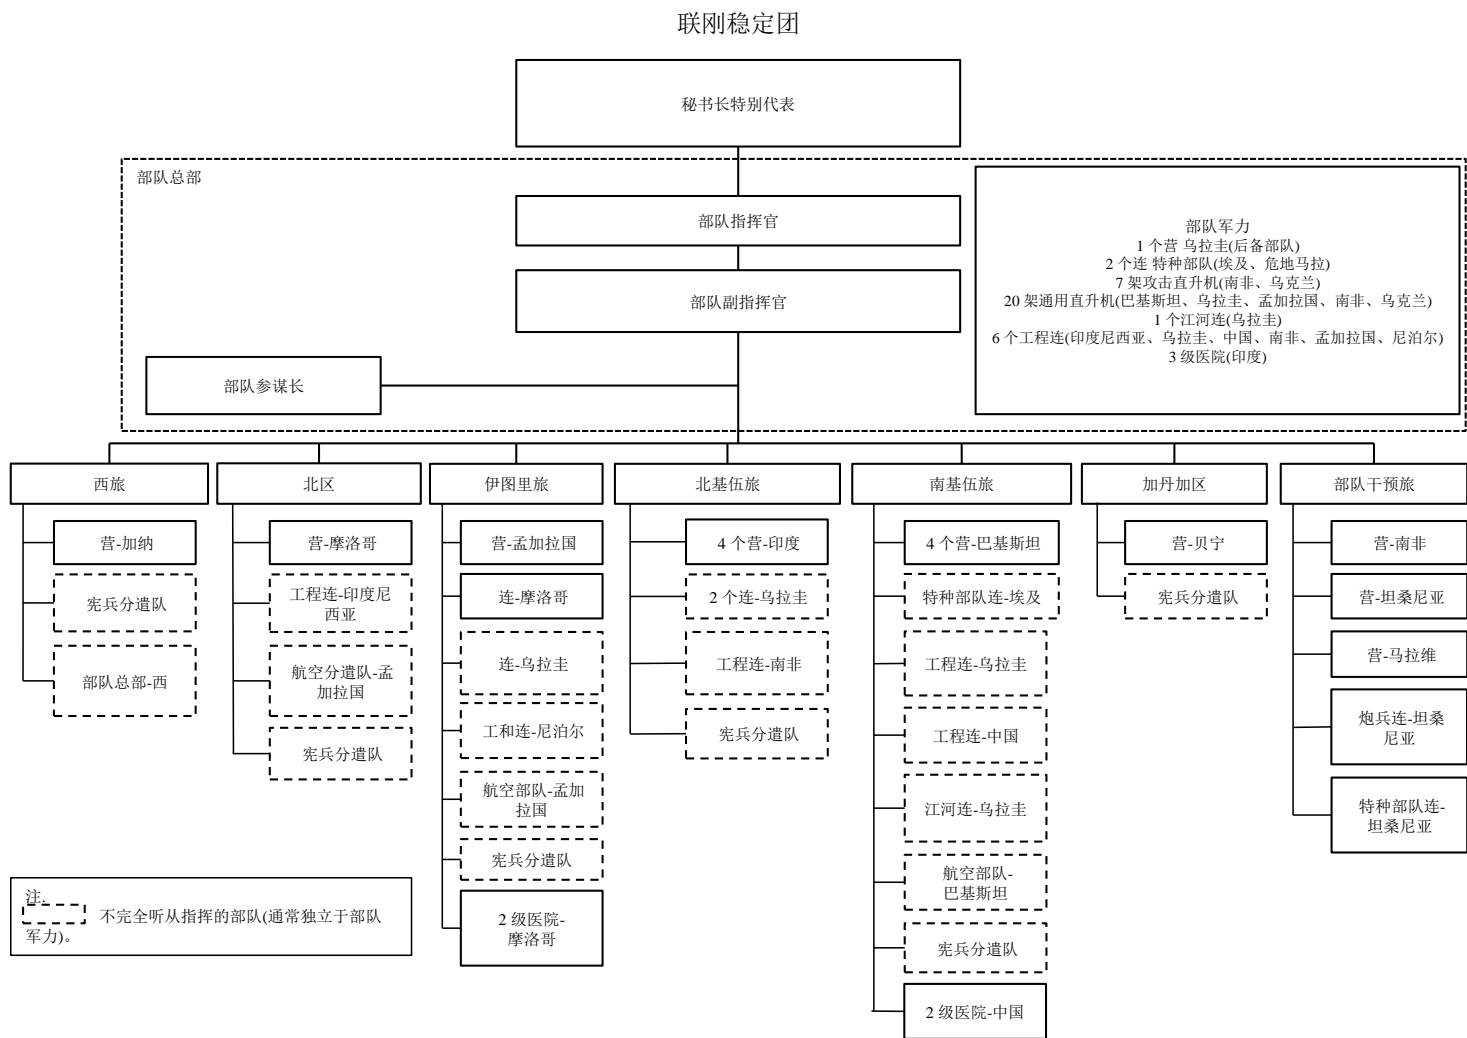 联刚稳定团
秘书长特别代表
部队总部
部队指挥官
部队副指挥官
部队参谋长
部队军力
1 个营 乌拉圭(后备部队)
2 个连 特种部队(埃及、危地马拉)
7 架攻击直升机(南非、乌克兰)
20 架通用直升机(巴基斯坦、乌拉圭、孟加拉国、南非、乌克兰)
1 个江河连(乌拉圭)
6 个工程连(印度尼西亚、乌拉圭、中国、南非、孟加拉国、尼泊尔)
3 级医院(印度)
西旅
营-加纳
宪兵分遣队
部队总部-西
北区
营-摩洛哥
工程连-印度尼
西亚
航空分遣队-孟
加拉国
宪兵分遣队
伊图里旅
营-孟加拉国
连-摩洛哥
连-乌拉圭
工和连-尼泊尔
航空部队-孟加
拉国
宪兵分遣队
2 级医院-
摩洛哥
北基伍旅
4 个营-印度
2 个连-乌拉圭
工程连-南非
宪兵分遣队
南基伍旅
4 个营-巴基斯坦
特种部队连-埃及
工程连-乌拉圭
工程连-中国
江河连-乌拉圭
航空部队-
巴基斯坦
宪兵分遣队
2 级医院-中国
加丹加区
营-贝宁
宪兵分遣队
部队干预旅
营-南非
营-坦桑尼亚
营-马拉维
炮兵连-坦桑
尼亚
特种部队连-
坦桑尼亚
注.
不完全听从指挥的部队(通常独立于部队
军力)。